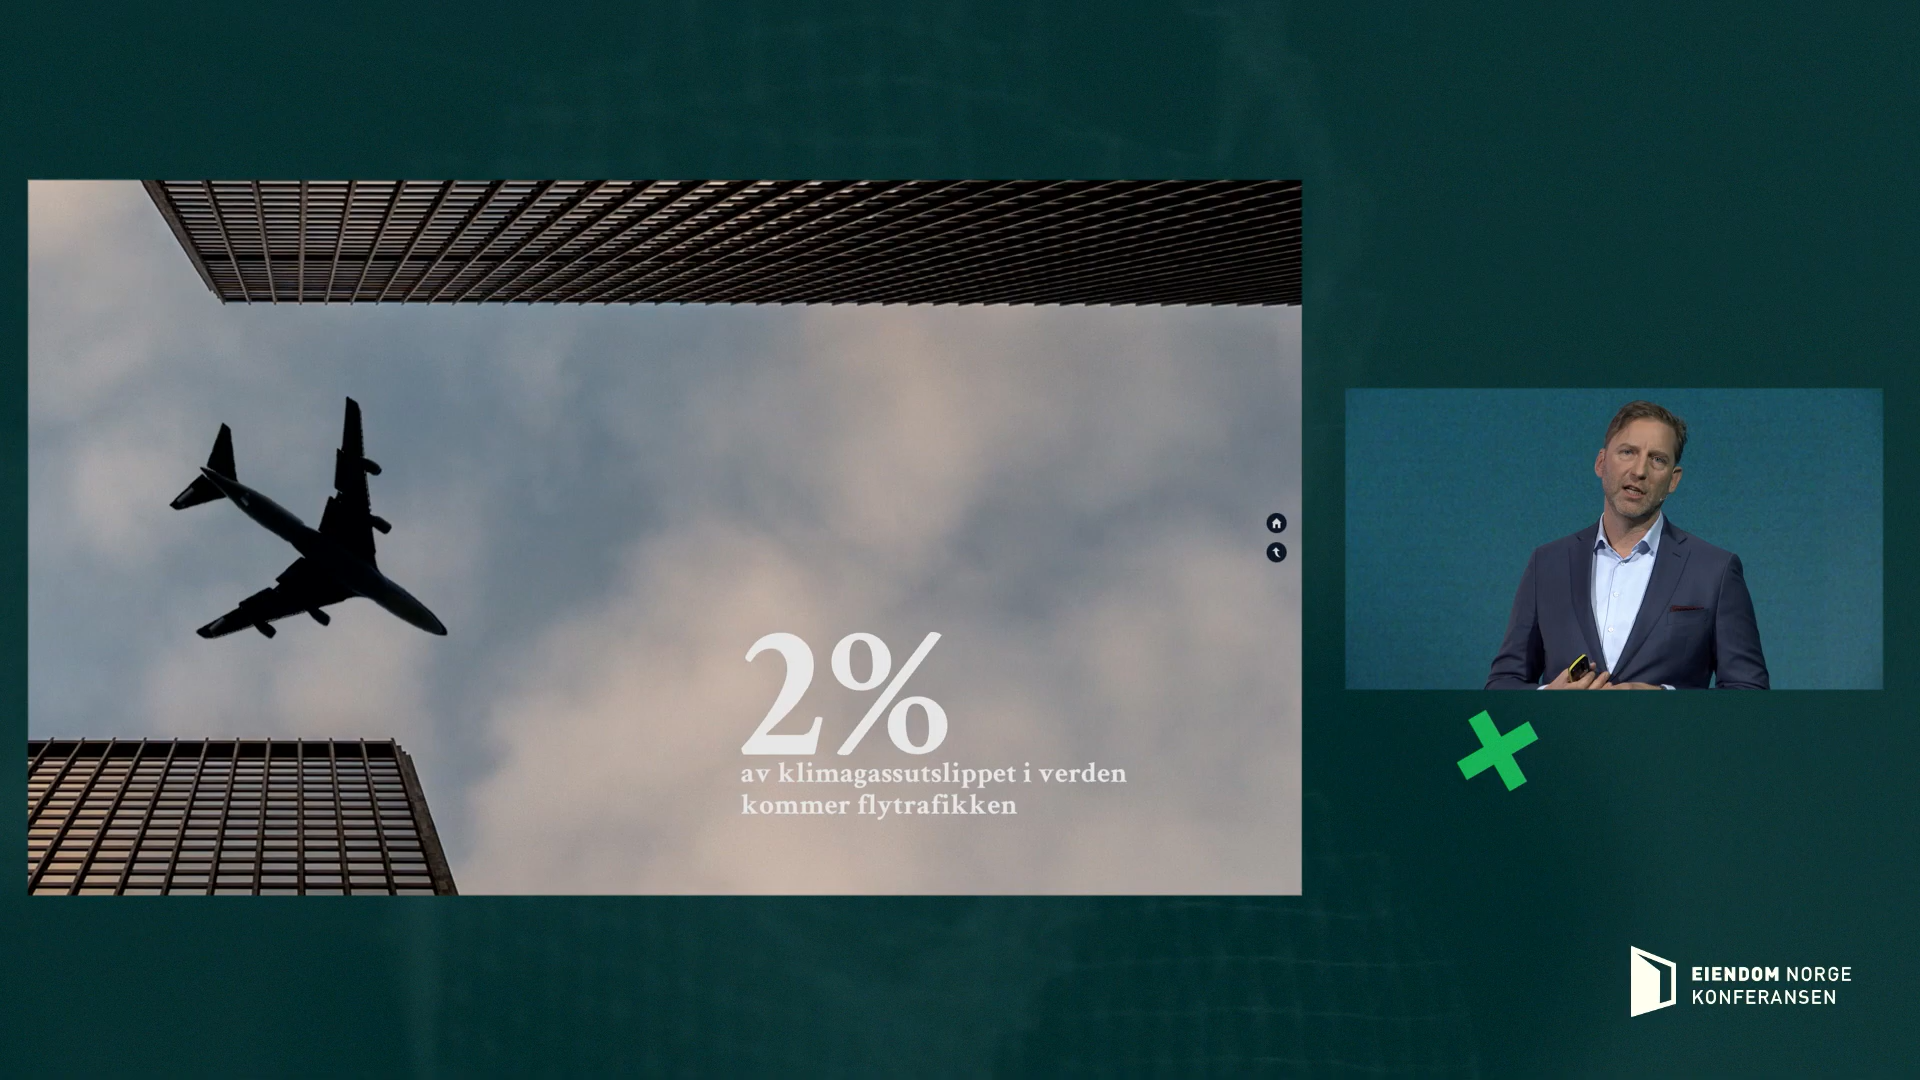 2%
av klimagassutslippet i verden
kommer flytrafikken
EIENDOM NORGE
KONFERANSEN